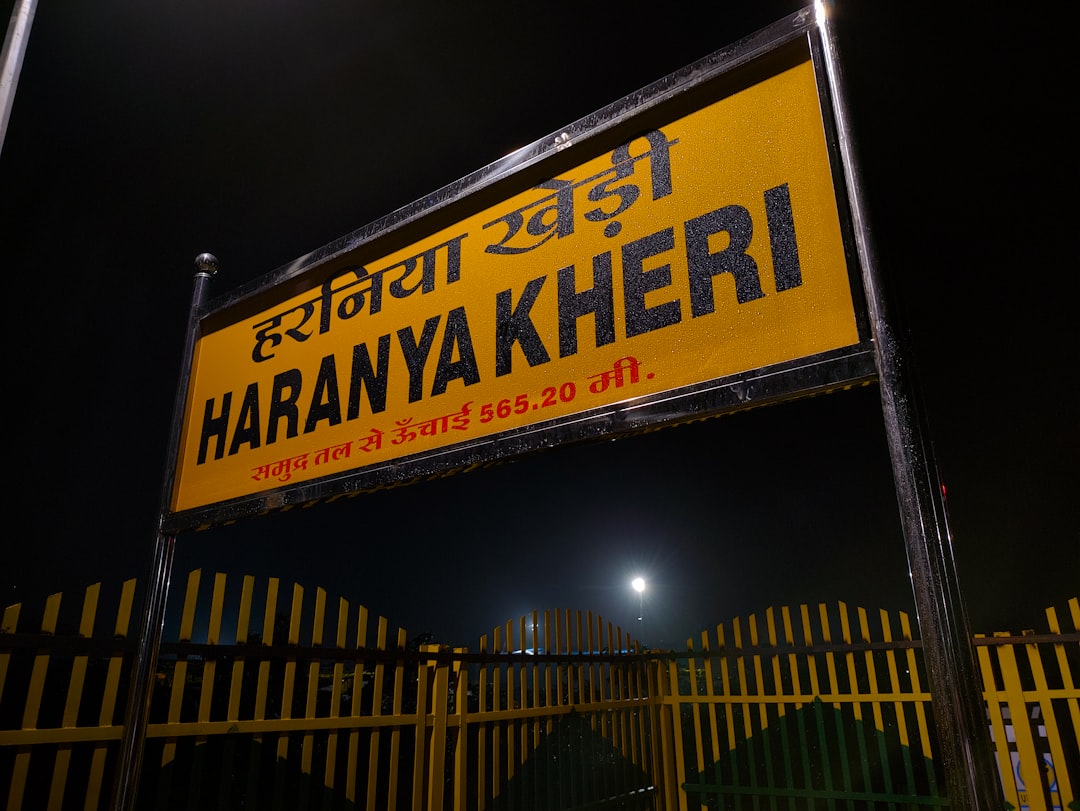 हरनिया खेड़ी
HARANYA KHERI
समुद्र तल से ऊँचाई 565.20 मी.